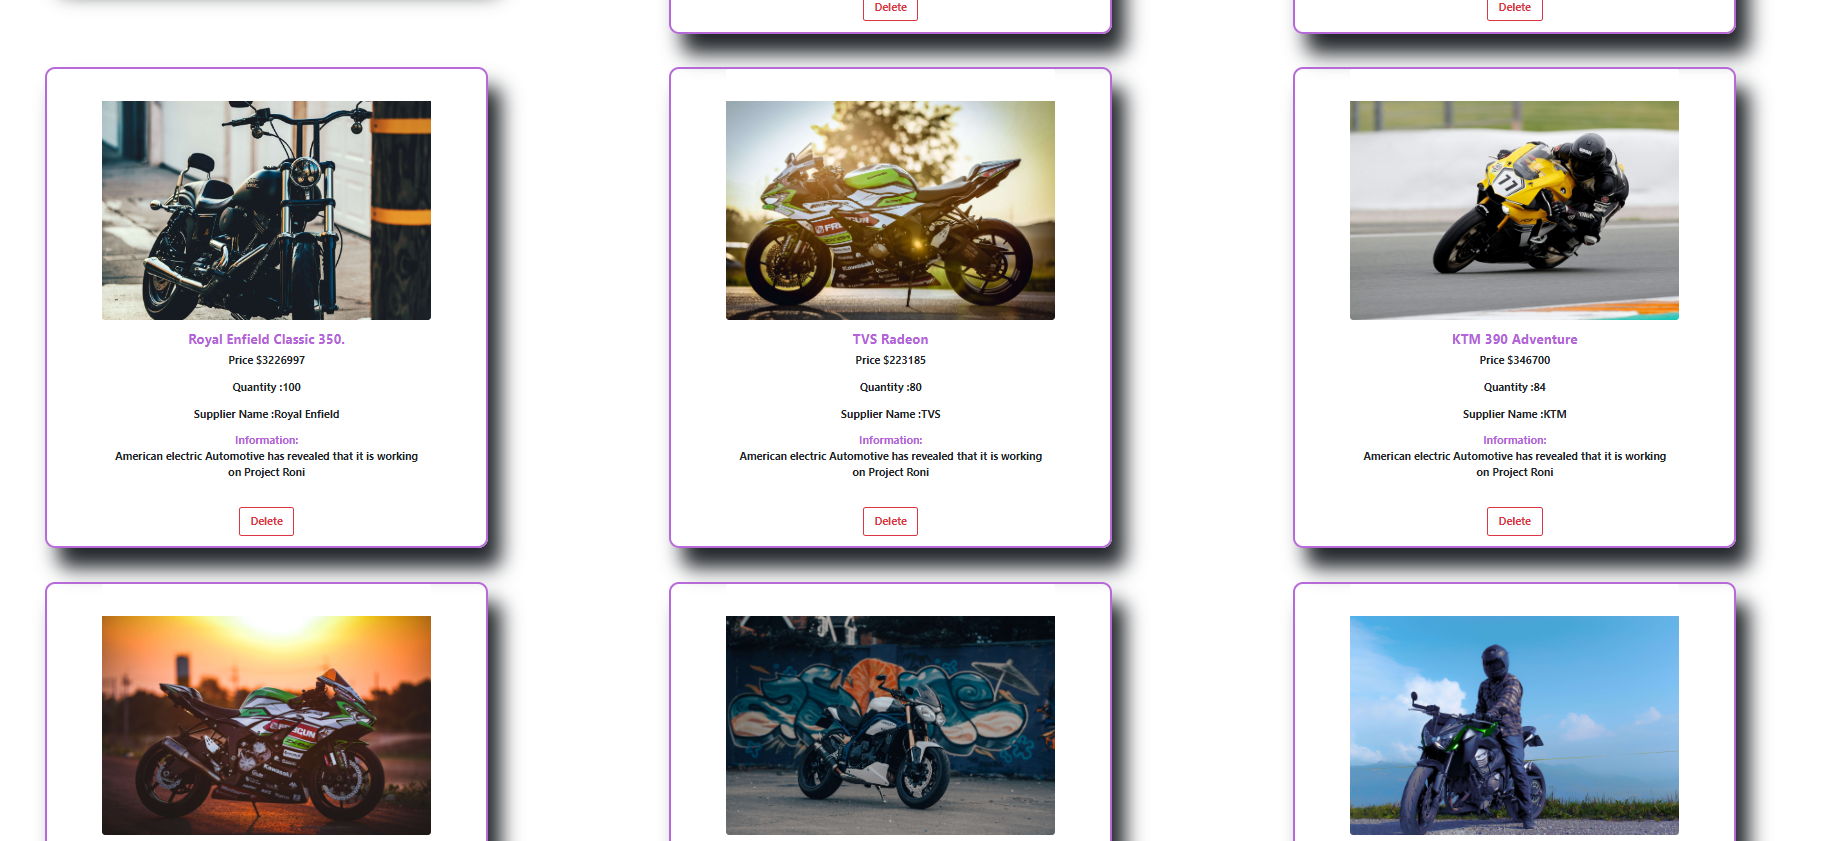 Delete
Delete
Royal Enfield Classic 350.
Price $3226997
Quantity :100
Supplier Name :Royal Enfield
Information:
American electric Automotive has revealed that it is working
on Project Roni
Delete
TVS Radeon
Price $223185
Quantity :80
Supplier Name :TVS
Information:
American electric Automotive has revealed that it is working
on Project Roni
Delete
77
KTM 390 Adventure
Price $346700
Quantity :84
Supplier Name :KTM
Information:
American electric Automotive has revealed that it is working
on Project Roni
Delete
Kawasaki
Kawasaki